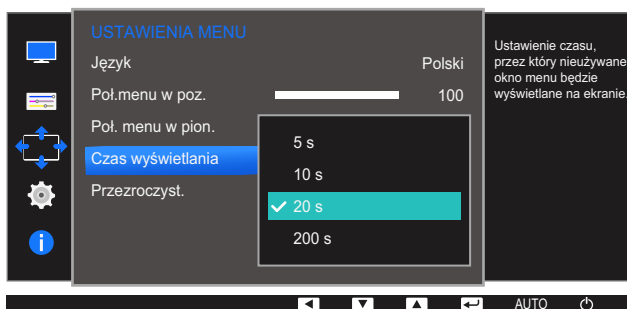 USTAWIENIA MENU
Język Polski
Poł.menu w poz. 100
Poł. menu w pion.
Czas wyświetlania
Przezroczyst.
5 s
10 s
20 s
200 s
Ustawienie czasu,
przez który nieużywane
okno menu będzie
wyświetlane na ekranie.
AUTO